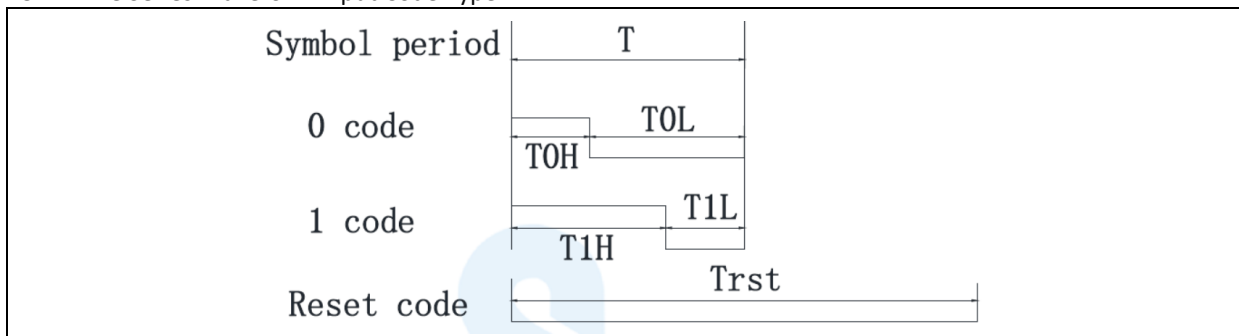 Symbol period T
0 code T0H T0L
1 code T1H T1L
Reset code Trst